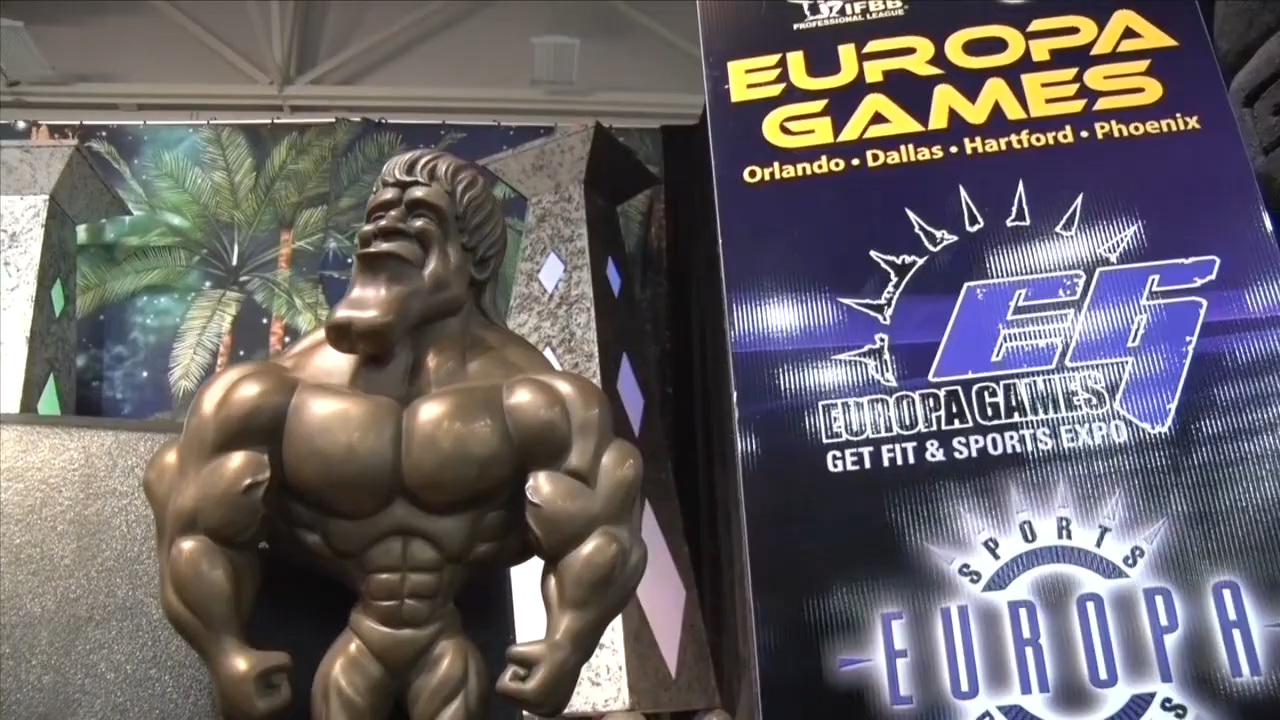 IFBB
PROFESSIONAL LEAGUE
EUROPA
GAMES
Orlando • Dallas • Hartford • Phoenix
EG
EUROPA GAMES
GET FIT & SPORTS EXPO
SPORTS
EUROPA